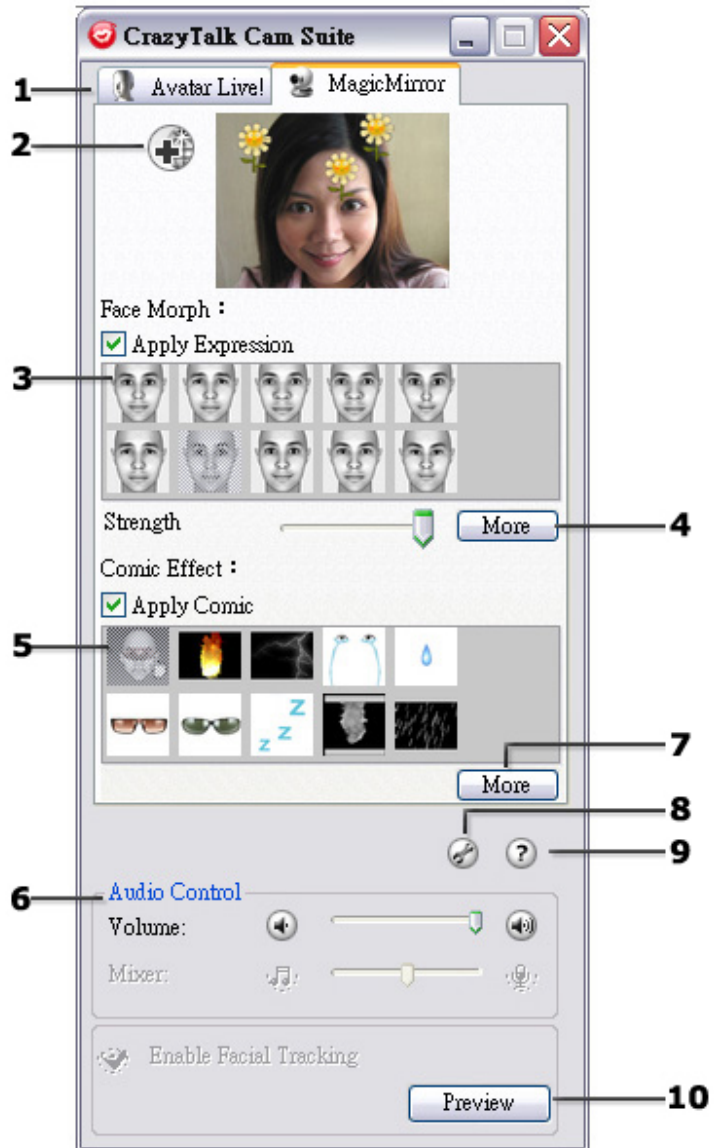 CrazyTalk Cam Suite
1 Avatar Live! MagicMirror
2
Face Morph :
Apply Expression
3
Strength More 4
Comic Effect :
Apply Comic
5
z z z
7
More
8
? 9
6 Audio Control
Volume:
Mixer:
Enable Facial Tracking
Preview 10